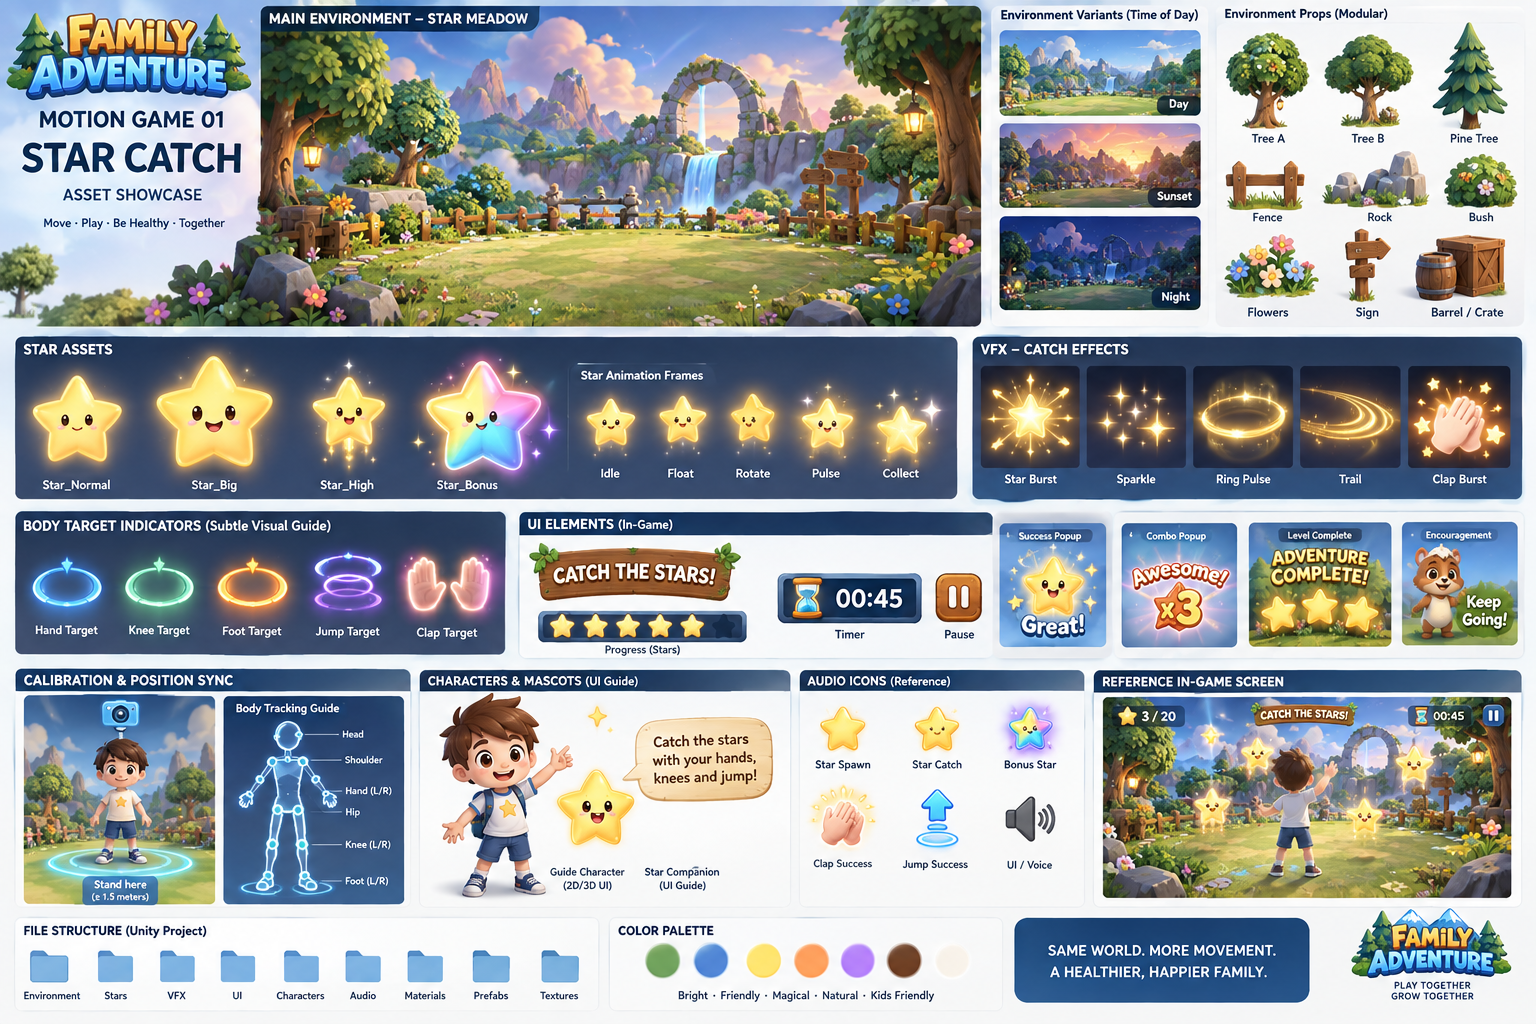 FAMILY
ADVENTURE
MOTION GAME 01
STAR CATCH
ASSET SHOWCASE
Move · Play · Be Healthy · Together
MAIN ENVIRONMENT – STAR MEADOW
Environment Variants (Time of Day)
Day
Sunset
Night
Environment Props (Modular)
Tree A
Tree B
Pine Tree
Fence
Rock
Bush
Flowers
Sign
Barrel / Crate
STAR ASSETS
Star_Normal
Star_Big
Star_High
Star_Bonus
Star Animation Frames
Idle
Float
Rotate
Pulse
Collect
VFX – CATCH EFFECTS
Star Burst
Sparkle
Ring Pulse
Trail
Clap Burst
BODY TARGET INDICATORS (Subtle Visual Guide)
Hand Target
Knee Target
Foot Target
Jump Target
Clap Target
UI ELEMENTS (In-Game)
CATCH THE STARS!
Progress (Stars)
00:45
Timer
Pause
Success Popup
Great!
Combo Popup
Awesome!
x3
Level Complete
ADVENTURE
COMPLETE!
Encouragement
Keep
Going!
CALIBRATION & POSITION SYNC
Stand here
(≥ 1.5 meters)
Body Tracking Guide
Head
Shoulder
Hand (L/R)
Hip
Knee (L/R)
Foot (L/R)
CHARACTERS & MASCOTS (UI Guide)
Catch the stars
with your hands,
knees and jump!
Guide Character
(2D/3D UI)
Star Companion
(UI Guide)
AUDIO ICONS (Reference)
Star Spawn
Star Catch
Bonus Star
Clap Success
Jump Success
UI / Voice
REFERENCE IN-GAME SCREEN
3 / 20
CATCH THE STARS!
00:45
FILE STRUCTURE (Unity Project)
Environment
Stars
VFX
UI
Characters
Audio
Materials
Prefabs
Textures
COLOR PALETTE
Bright · Friendly · Magical · Natural · Kids Friendly
SAME WORLD. MORE MOVEMENT.
A HEALTHIER, HAPPIER FAMILY.
FAMILY
ADVENTURE
PLAY TOGETHER
GROW TOGETHER